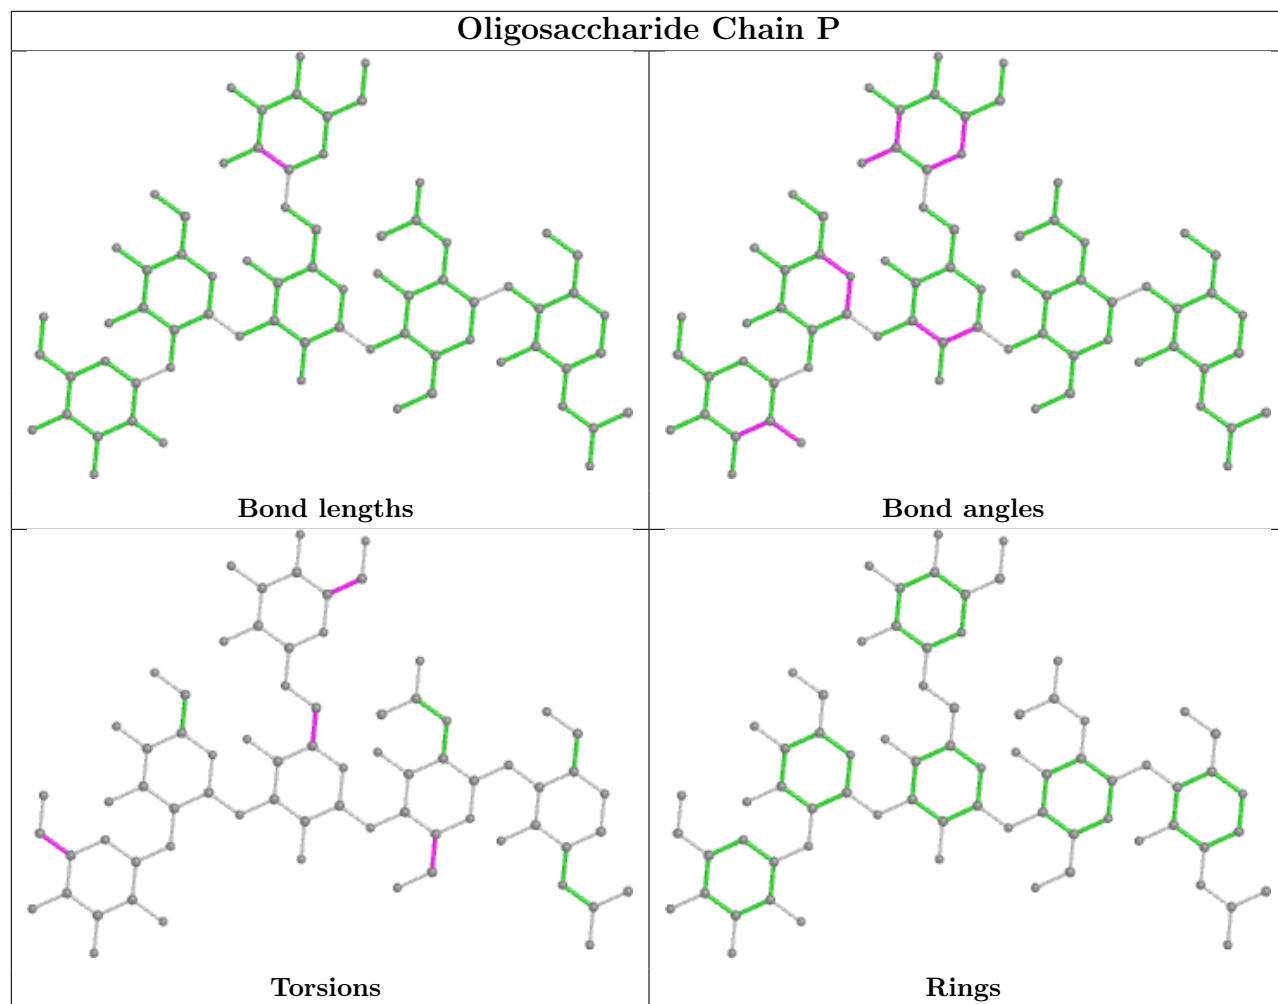 Oligosaccharide Chain P
Bond lengths
Bond angles
Torsions
Rings